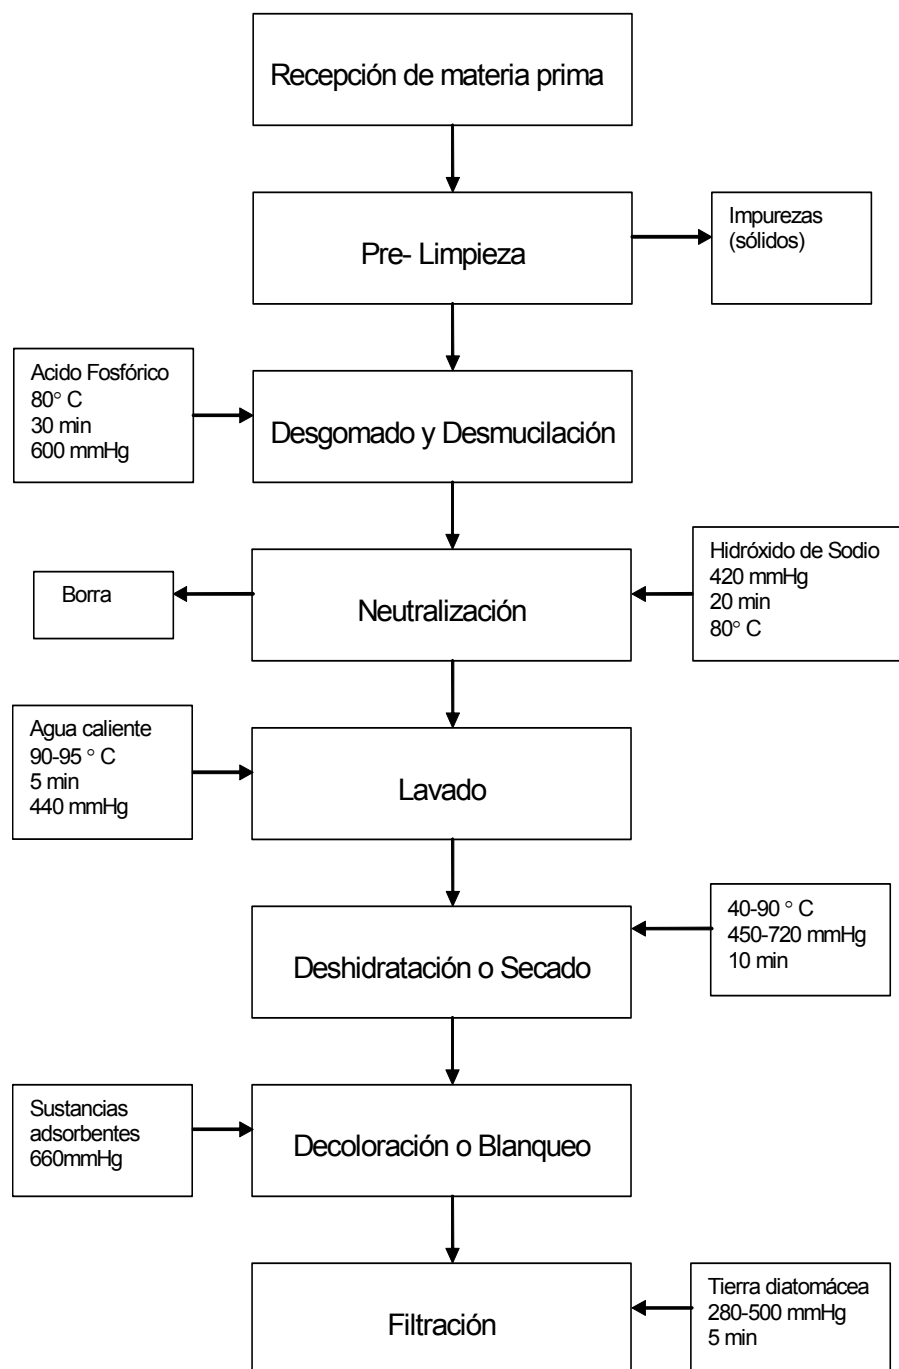 Recepción de materia prima
Pre- Limpieza
Impurezas
(sólidos)
Acido Fosfórico
80° C
30 min
600 mmHg
Desgomado y Desmucilación
Hidróxido de Sodio
420 mmHg
20 min
80° C
Borra
Neutralización
Agua caliente
90-95 ° C
5 min
440 mmHg
Lavado
40-90 ° C
450-720 mmHg
10 min
Deshidratación o Secado
Sustancias
adsorbentes
660mmHg
Decoloración o Blanqueo
Tierra diatomácea
280-500 mmHg
5 min
Filtración